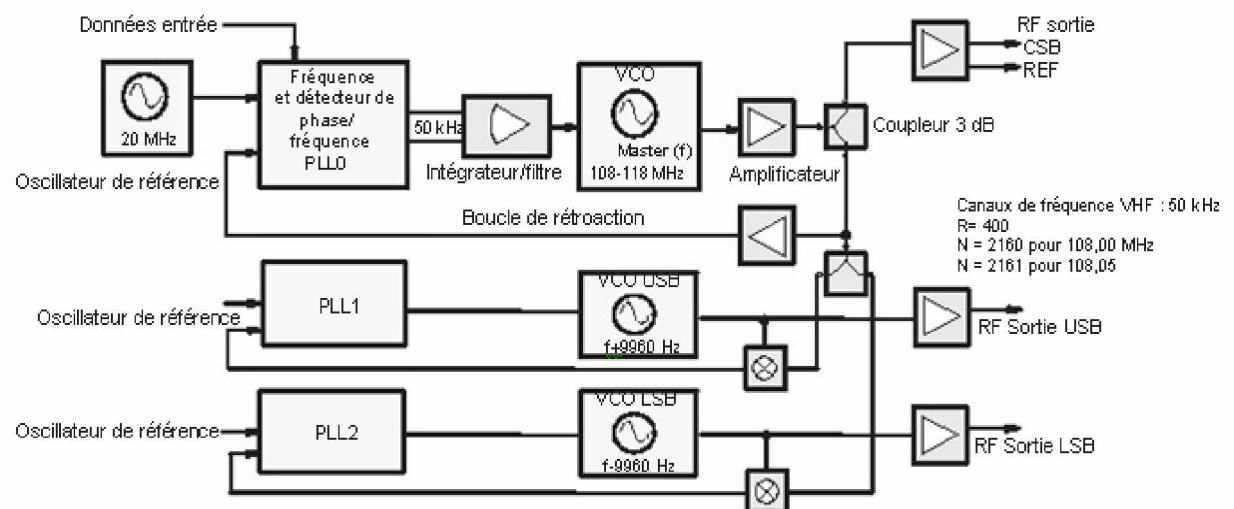 Données entrée
20 MHz
Oscillateur de référence
Fréquence
et détecteur de
phase/
fréquence
PLL0
50 kHz
Intégrateur/filtre
VCO
Master (f)
108-118 MHz
Amplificateur
Coupleur 3 dB
RF sortie
CSB
REF
Boucle de rétroaction
Canaux de fréquence VHF : 50 kHz
R= 400
N = 2160 pour 108,00 MHz
N = 2161 pour 108,05
Oscillateur de référence
PLL1
VCO USB
f+9960 Hz
RF Sortie USB
Oscillateur de référence
PLL2
VCO LSB
f-9960 Hz
RF Sortie LSB